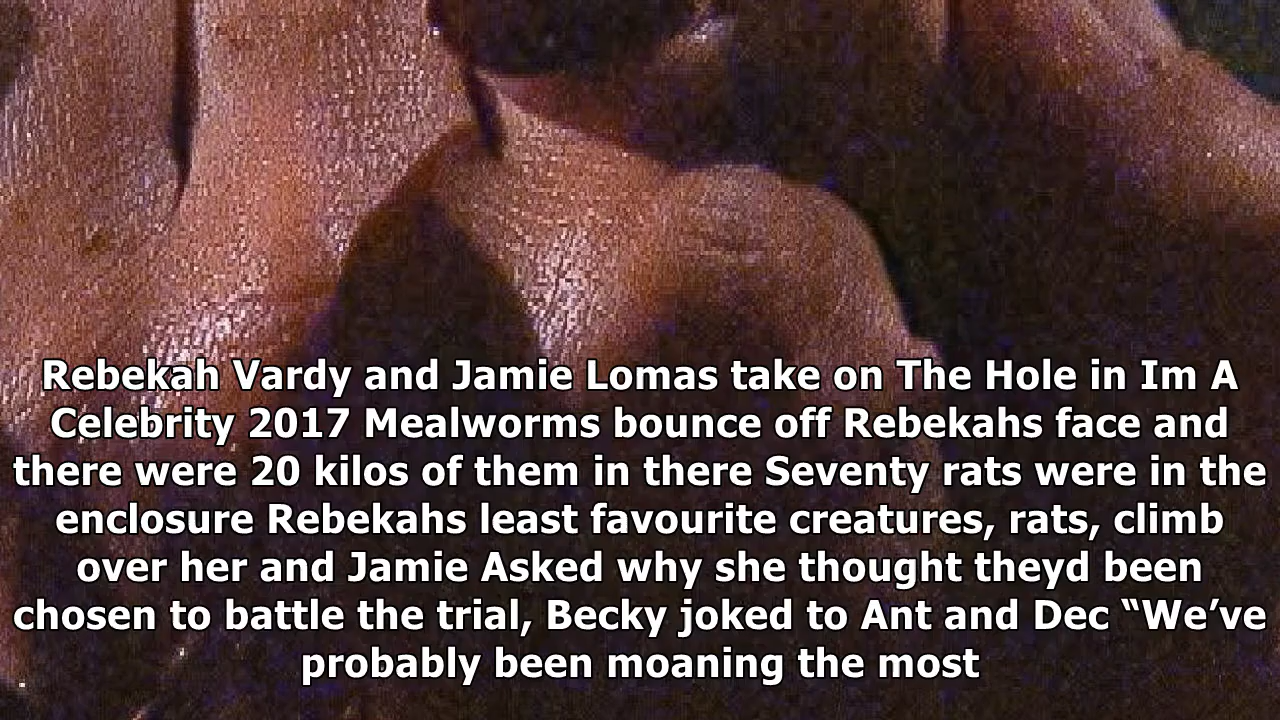 Rebekah Vardy and Jamie Lomas take on The Hole in Im A
Celebrity 2017 Mealworms bounce off Rebekahs face and
there were 20 kilos of them in there Seventy rats were in the
enclosure Rebekahs least favourite creatures, rats, climb
over her and Jamie Asked why she thought theyd been
chosen to battle the trial, Becky joked to Ant and Dec “We’ve
probably been moaning the most